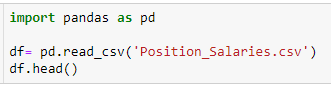 import pandas as pd
df= pd.read_csv('Position_Salaries.csv')
df.head()